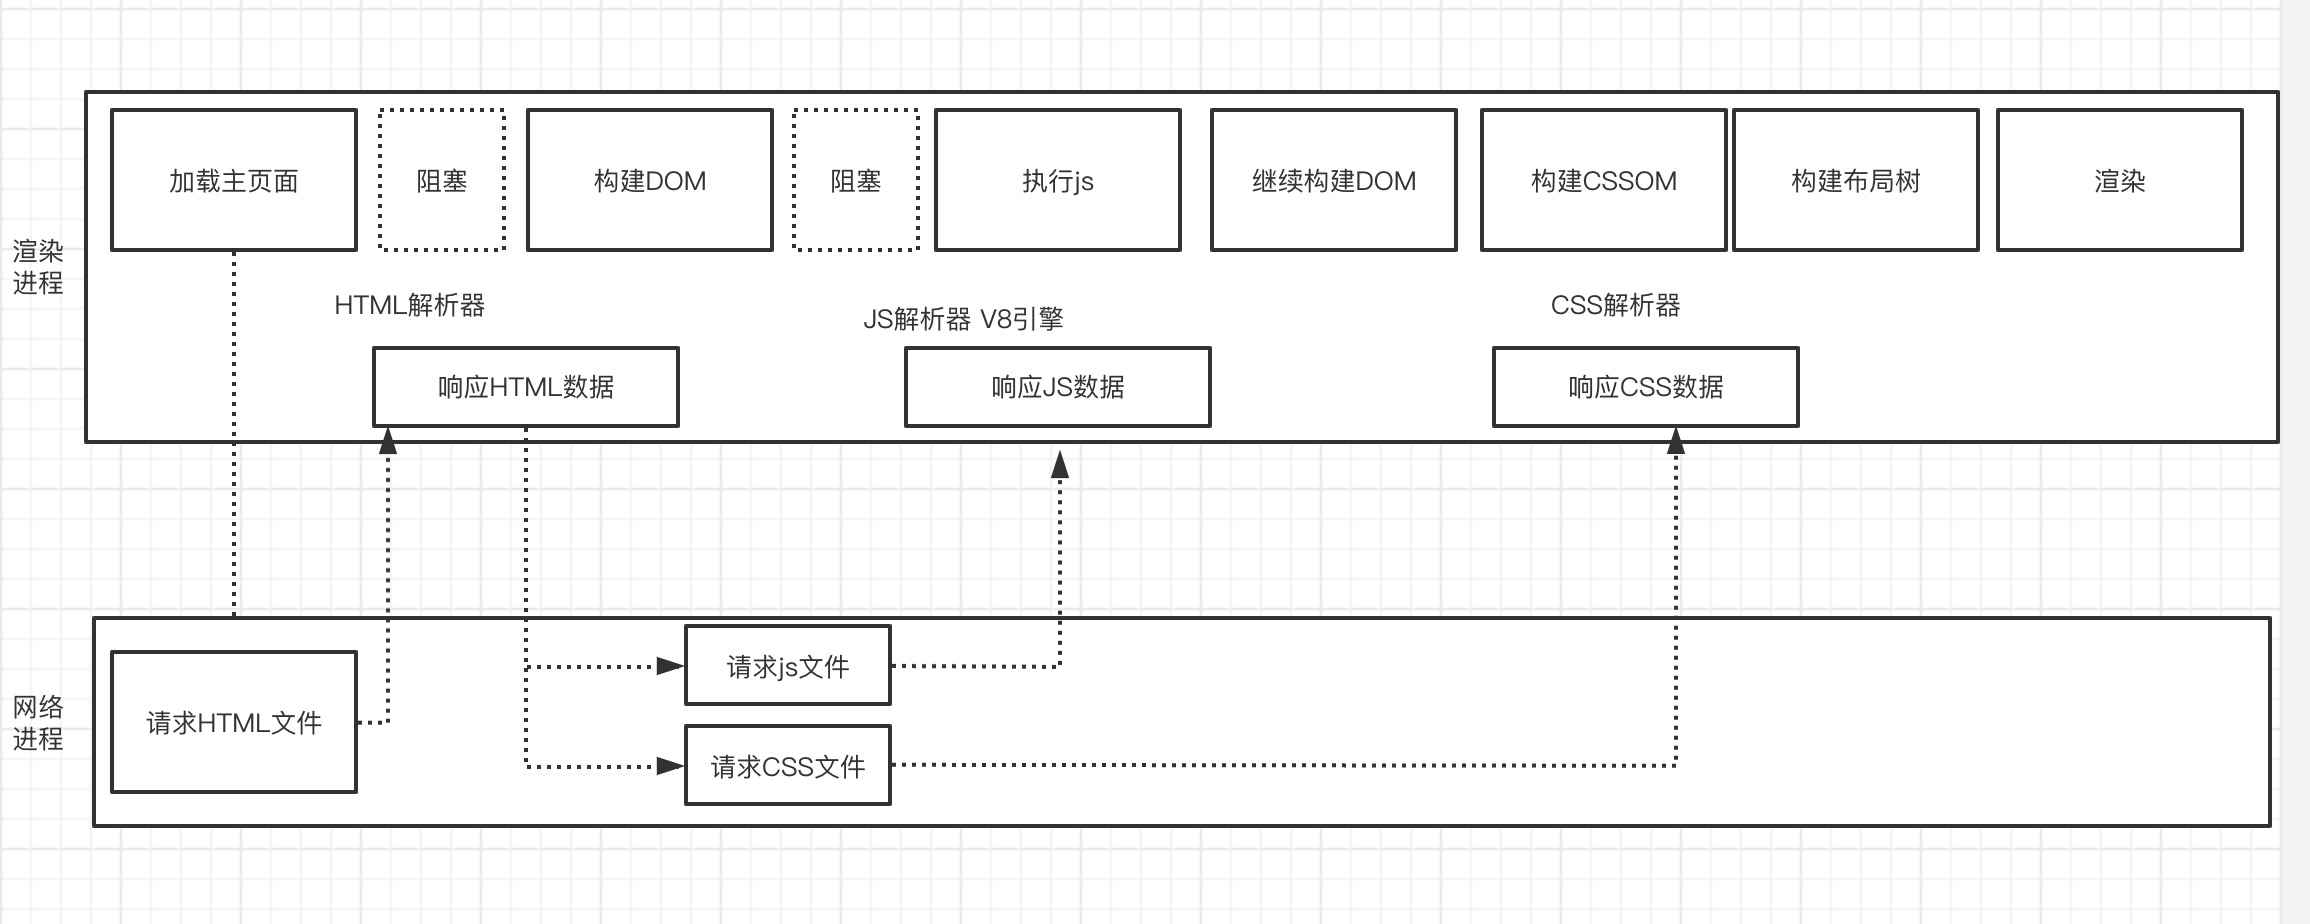 加载主页面
阻塞
构建DOM
阻塞
执行js
继续构建DOM
构建CSSOM
构建布局树
渲染
渲染
进程
HTML解析器
JS解析器 V8引擎
CSS解析器
响应HTML数据
响应JS数据
响应CSS数据
网络
进程
请求HTML文件
请求js文件
请求CSS文件